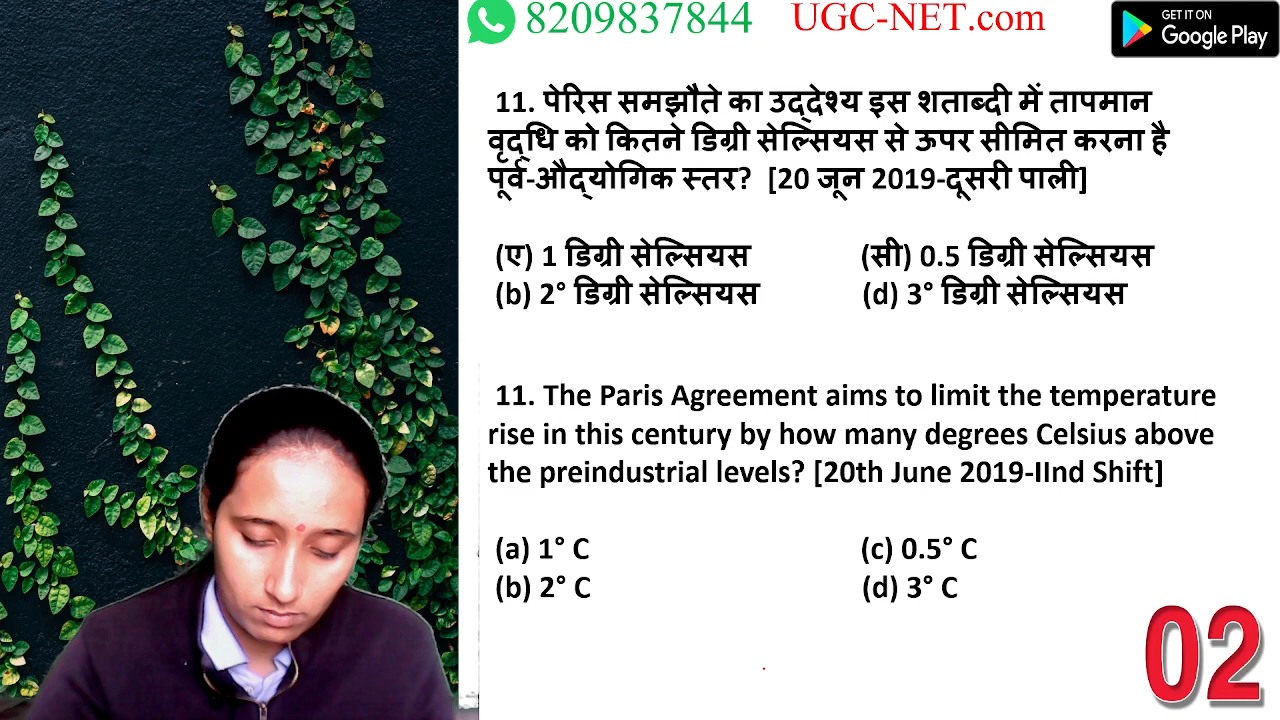 8209837844 UGC-NET.com GET IT ON Google Play
11. पेरिस समझौते का उद्देश्य इस शताब्दी में तापमान
वृद्धि को कितने डिग्री सेल्सियस से ऊपर सीमित करना है
पूर्व-औद्योगिक स्तर? [20 जून 2019-दूसरी पाली]
(ए) 1 डिग्री सेल्सियस (सी) 0.5 डिग्री सेल्सियस
(b) 2° डिग्री सेल्सियस (d) 3° डिग्री सेल्सियस
11. The Paris Agreement aims to limit the temperature
rise in this century by how many degrees Celsius above
the preindustrial levels? [20th June 2019-IInd Shift]
(a) 1° C (c) 0.5° C
(b) 2° C (d) 3° C
02